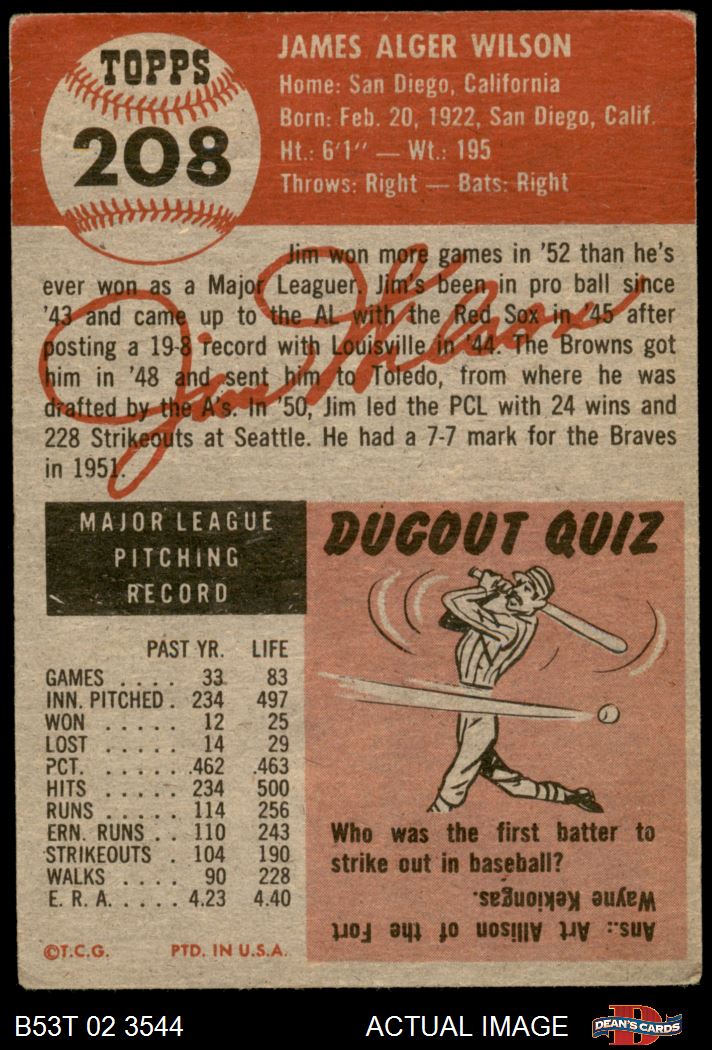 TOPPS
208
JAMES ALGER WILSON
Home: San Diego, California
Born: Feb. 20, 1922, San Diego, Calif.
Ht.: 6'1" — Wt.: 195
Throws: Right — Bats: Right
Jim won more games in '52 than he's
ever won as a Major Leaguer. Jim's been in pro ball since
'43 and came up to the AL with the Red Sox in '45 after
posting a 19-8 record with Louisville in '44. The Browns got
him in '48 and sent him to Toledo, from where he was
drafted by the A's. In '50, Jim led the PCL with 24 wins and
228 Strikeouts at Seattle. He had a 7-7 mark for the Braves
in 1951.
Jim Wilson
MAJOR LEAGUE
PITCHING
RECORD
PAST YR. LIFE
GAMES . . . . 33 83
INN. PITCHED . 234 497
WON . . . . . 12 25
LOST . . . . . 14 29
PCT. . . . . . .462 .463
HITS . . . . . 234 500
RUNS . . . . . 114 256
ERN. RUNS . . 110 243
STRIKEOUTS . 104 190
WALKS . . . . 90 228
E. R. A. . . . . 4.23 4.40
©T.C.G. PTD. IN U.S.A.
DUGOUT QUIZ
Who was the first batter to
strike out in baseball?
Ans.: Art Allison of the Fort
Wayne Kekiongas.
B53T 02 3544 ACTUAL IMAGE
D
DEAN'S CARDS